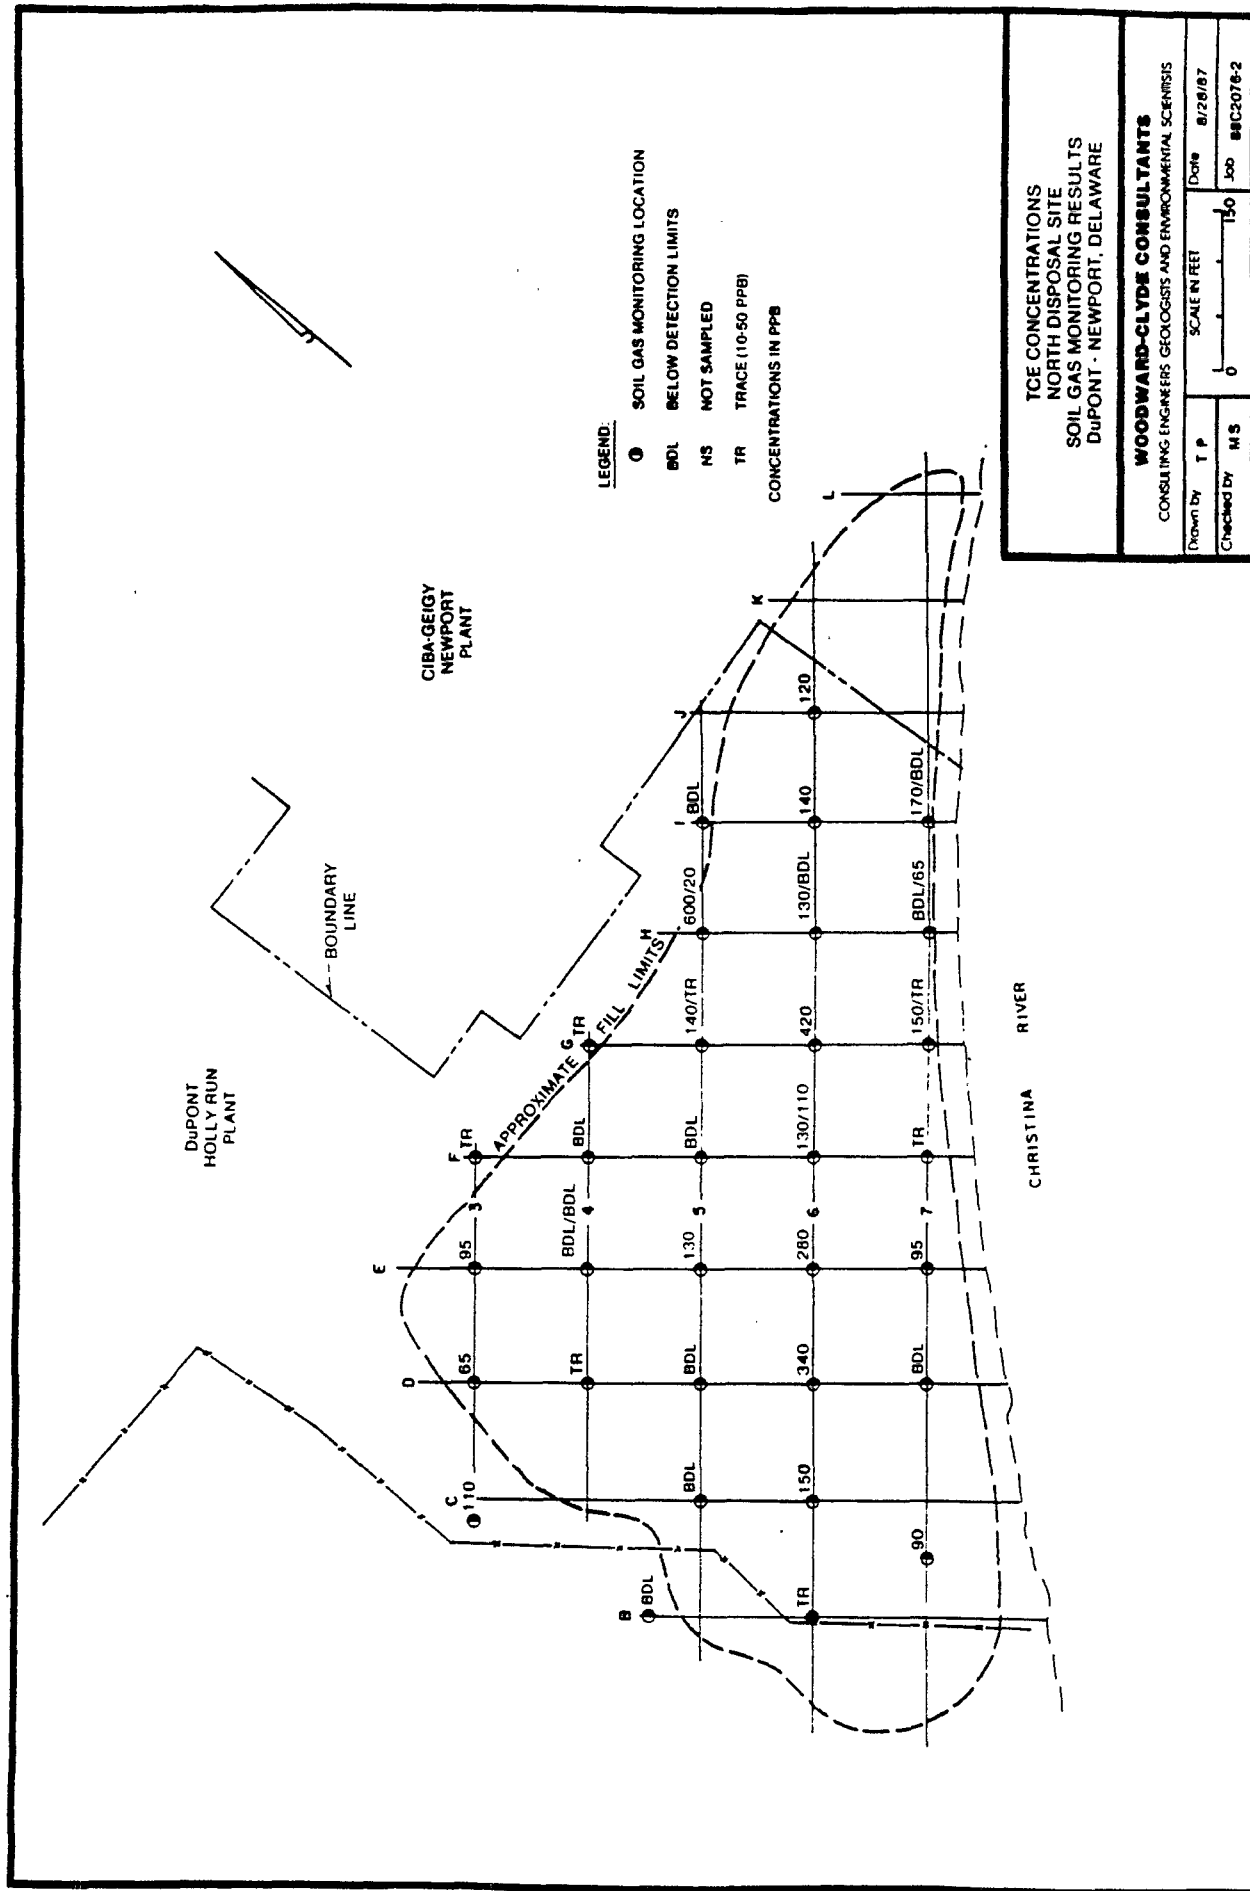 DuPONT
HOLLY RUN
PLANT
BOUNDARY
LINE
CIBA-GEIGY
NEWPORT
PLANT
LEGEND:
SOIL GAS MONITORING LOCATION
BDL BELOW DETECTION LIMITS
NS NOT SAMPLED
TR TRACE (10-50 PPB)
CONCENTRATIONS IN PPB
APPROXIMATE FILL LIMITS
B
C
D
E
F
G
H
I
J
K
L
110
65
95
3
TR
TR
BDL/BDL
4
BDL
TR
BDL
BDL
BDL
130
5
BDL
140/TR
600/20
BDL
TR
150
340
280
6
130/110
420
130/BDL
140
120
90
BDL
95
7
TR
150/TR
BDL/65
170/BDL
CHRISTINA RIVER
TCE CONCENTRATIONS
NORTH DISPOSAL SITE
SOIL GAS MONITORING RESULTS
DuPONT - NEWPORT, DELAWARE
WOODWARD-CLYDE CONSULTANTS
CONSULTING ENGINEERS GEOLOGISTS AND ENVIRONMENTAL SCIENTISTS
Drawn by T P
SCALE IN FEET
Date 8/28/87
Checked by MS
0 150
Job 88C2076-2